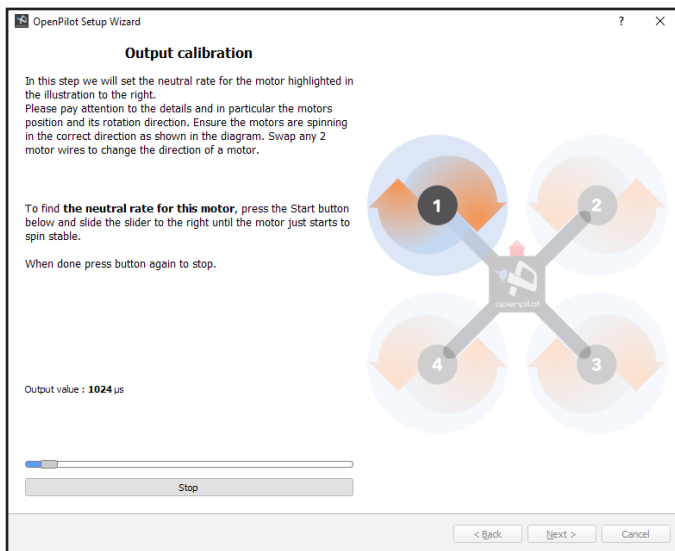 OpenPilot Setup Wizard
?
Output calibration
In this step we will set the neutral rate for the motor highlighted in
the illustration to the right.
Please pay attention to the details and in particular the motors
position and its rotation direction. Ensure the motors are spinning
in the correct direction as shown in the diagram. Swap any 2
motor wires to change the direction of a motor.
To find the neutral rate for this motor, press the Start button
below and slide the slider to the right until the motor just starts to
spin stable.
When done press button again to stop.
1
2
openpilot
4
3
Output value : 1024 µs
Stop
< Back
Next >
Cancel